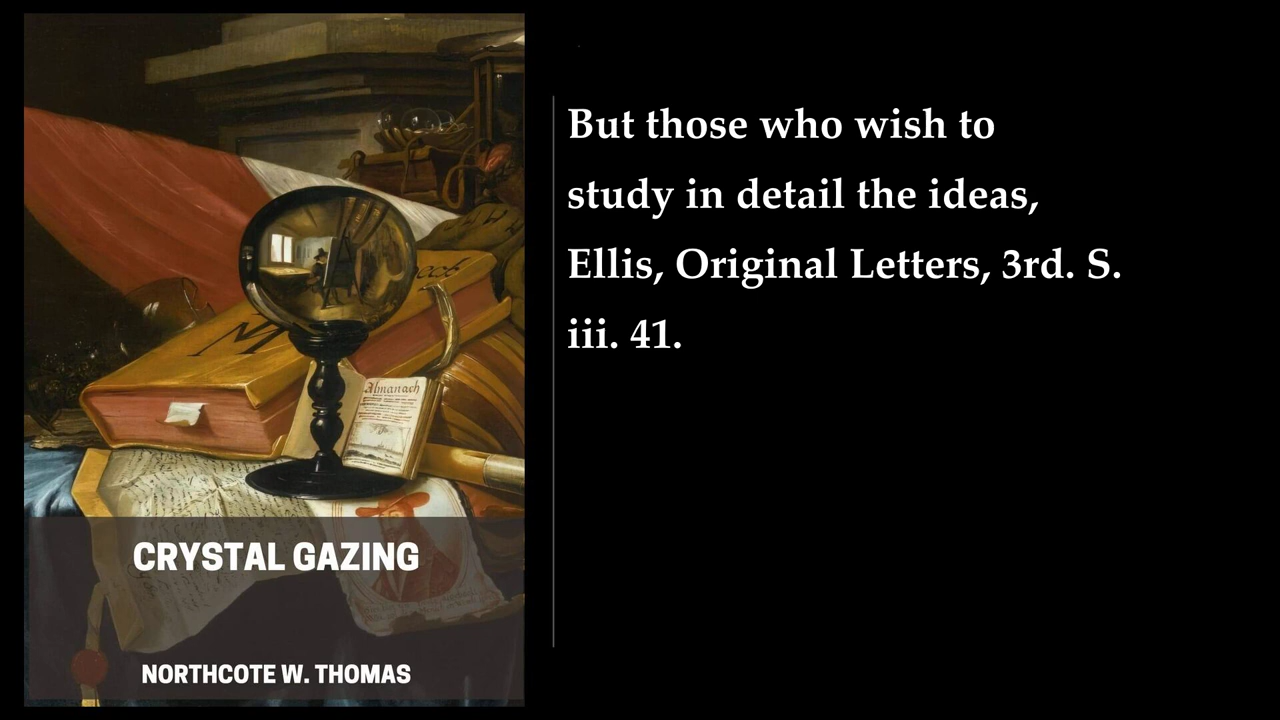 But those who wish to
study in detail the ideas,
Ellis, Original Letters, 3rd. S.
iii. 41.
Almanach
M
CRYSTAL GAZING
NORTHCOTE W. THOMAS